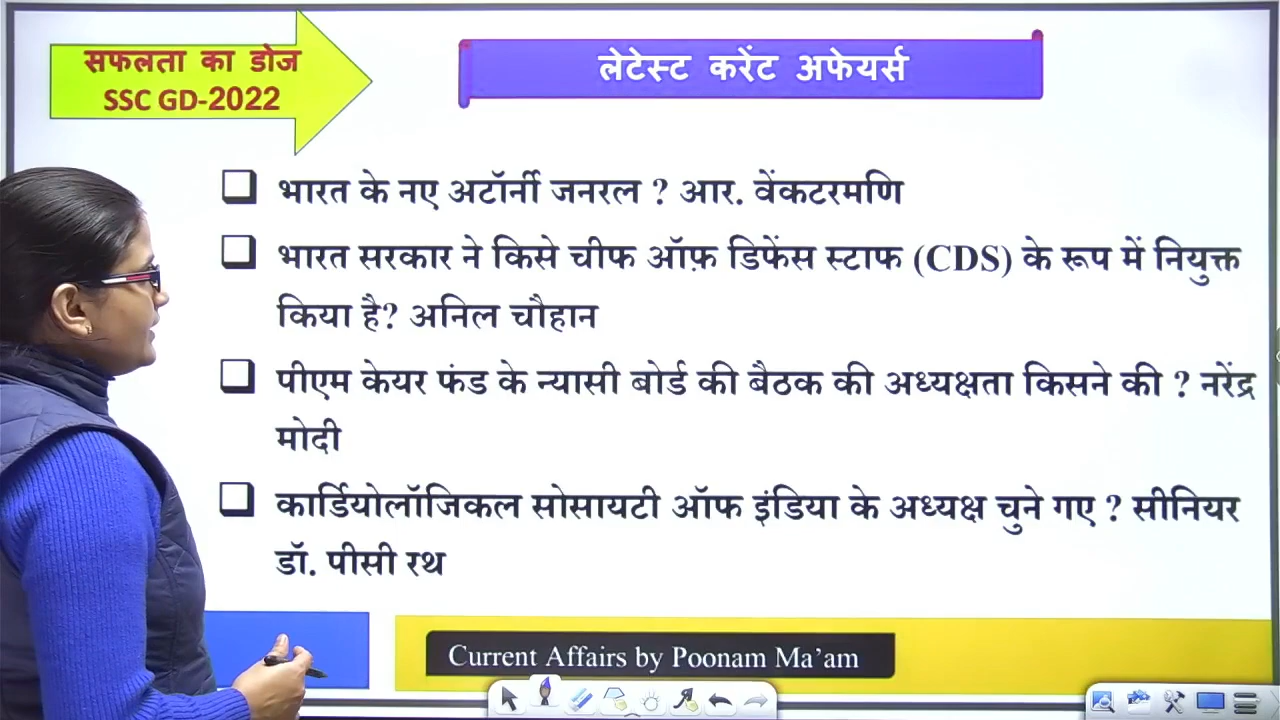 सफलता का डोज
SSC GD-2022
लेटेस्ट करेंट अफेयर्स
भारत के नए अटॉर्नी जनरल ? आर. वेंकटरमणि
भारत सरकार ने किसे चीफ ऑफ़ डिफेंस स्टाफ (CDS) के रूप में नियुक्त
किया है? अनिल चौहान
पीएम केयर फंड के न्यासी बोर्ड की बैठक की अध्यक्षता किसने की ? नरेंद्र
मोदी
कार्डियोलॉजिकल सोसायटी ऑफ इंडिया के अध्यक्ष चुने गए ? सीनियर
डॉ. पीसी रथ
Current Affairs by Poonam Ma’am